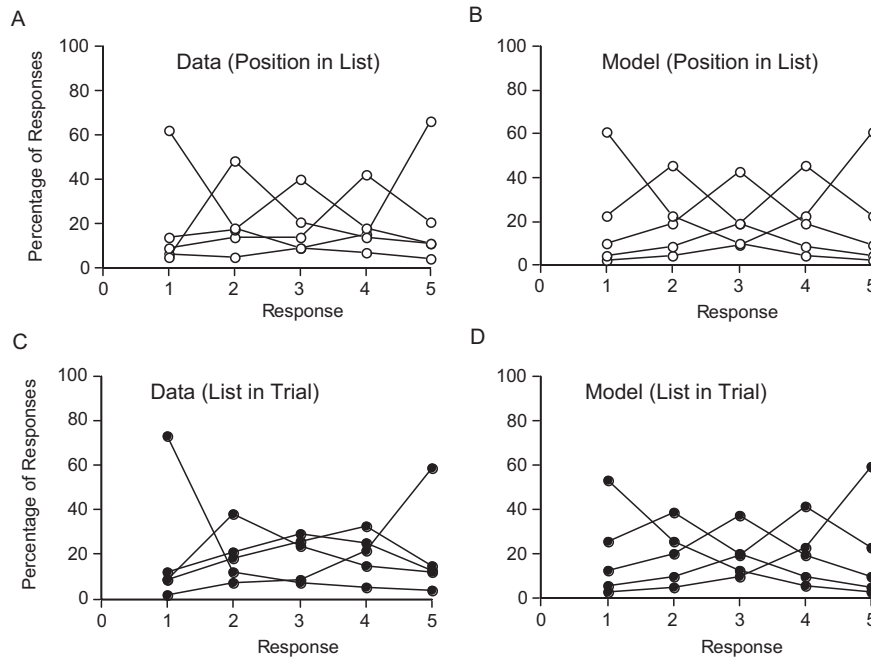 A
B
Data (Position in List)
Model (Position in List)
Percentage of Responses
100
80
60
40
20
0
0 1 2 3 4 5
Response
100
80
60
40
20
0
0 1 2 3 4 5
Response
C
D
Data (List in Trial)
Model (List in Trial)
Percentage of Responses
100
80
60
40
20
0
0 1 2 3 4 5
Response
100
80
60
40
20
0
0 1 2 3 4 5
Response